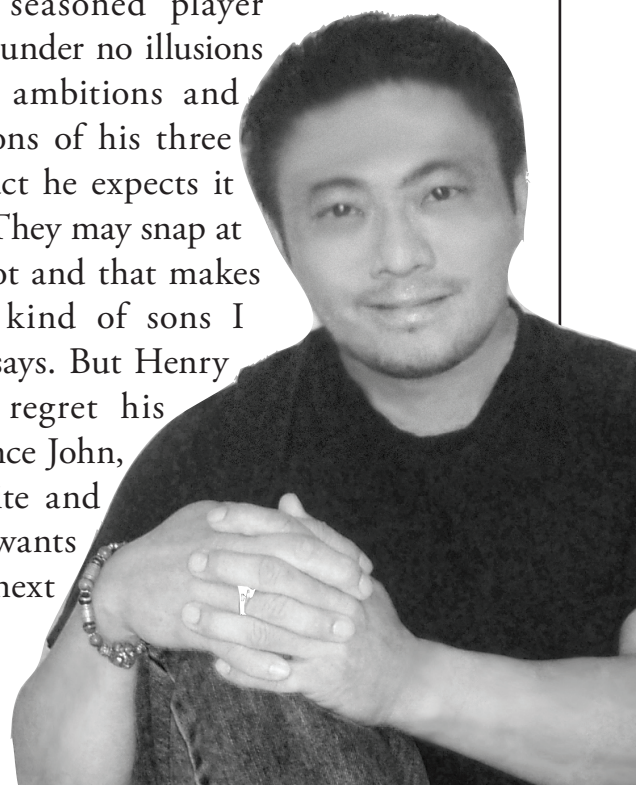 seasoned player
under no illusions
ambitions and
ons of his three
ct he expects it
They may snap at
ot and that makes
kind of sons I
says. But Henry
regret his
nce John,
te and
wants
next